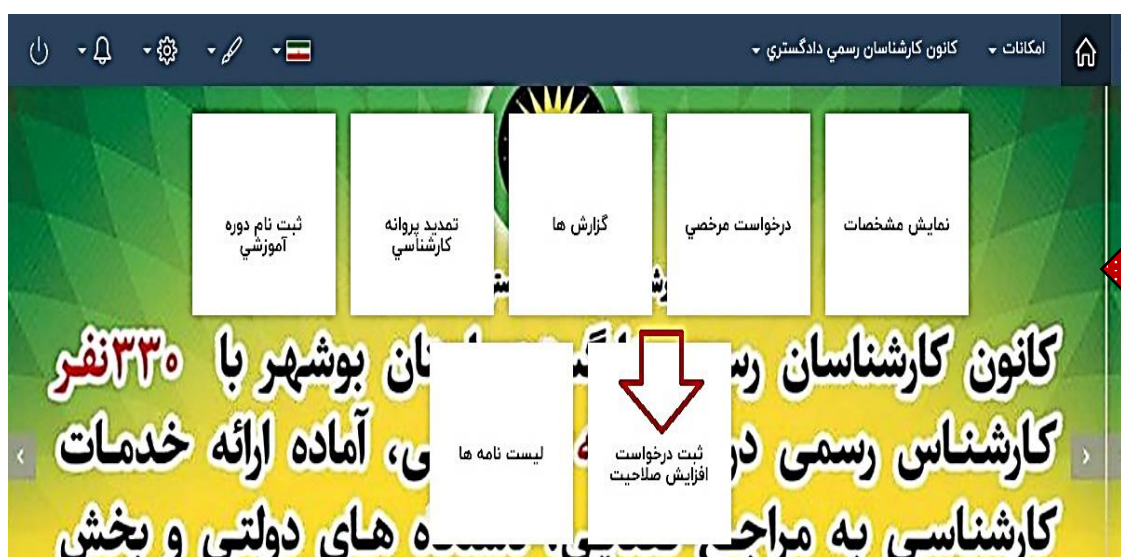 امکانات
کانون کارشناسان رسمي دادگستري
نمایش مشخصات
درخواست مرخصي
گزارش ها
تمدید پروانه
کارشناسي
ثبت نام دوره
آموزشي
کانون کارشناسان بوشهر با ۳۳۰نفر
ثبت درخواست
افزایش صلاحیت
لیست نامه ها
کارشناس رسمی آماده ارائه خدمات
کارشناسی به های دولتی و بخش